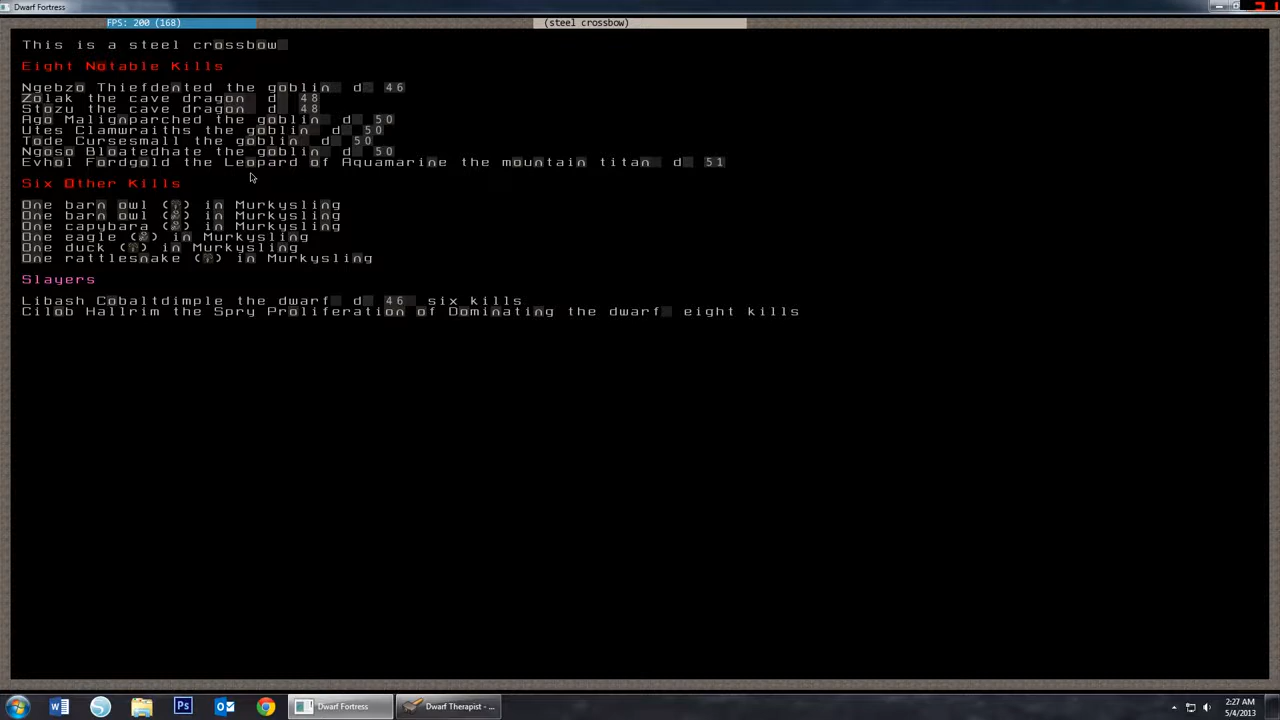 Dwarf Fortress
FPS: 200 (168)
(steel crossbow)
This is a steel crossbow
Eight Notable Kills
Ngebzo Thiefdented the goblin d 46
Zolak the cave dragon d 48
Stozu the cave dragon d 48
Ago Malignparched the goblin d 50
Utes Clamwraiths the goblin d 50
Tode Cursesmall the goblin d 50
Ngoso Bloatedhate the goblin d 50
Evhol Fordgold the Leopard of Aquamarine the mountain titan d 51
Six Other Kills
One barn owl ( ) in Murkysling
One barn owl ( ) in Murkysling
One capybara ( ) in Murkysling
One eagle ( ) in Murkysling
One duck ( ) in Murkysling
One rattlesnake ( ) in Murkysling
Slayers
Libash Cobaltdimple the dwarf d 46 six kills
Cilob Hallrim the Spry Proliferation of Dominating the dwarf eight kills
Dwarf Fortress
Dwarf Therapist - ...
2:27 AM
5/4/2013